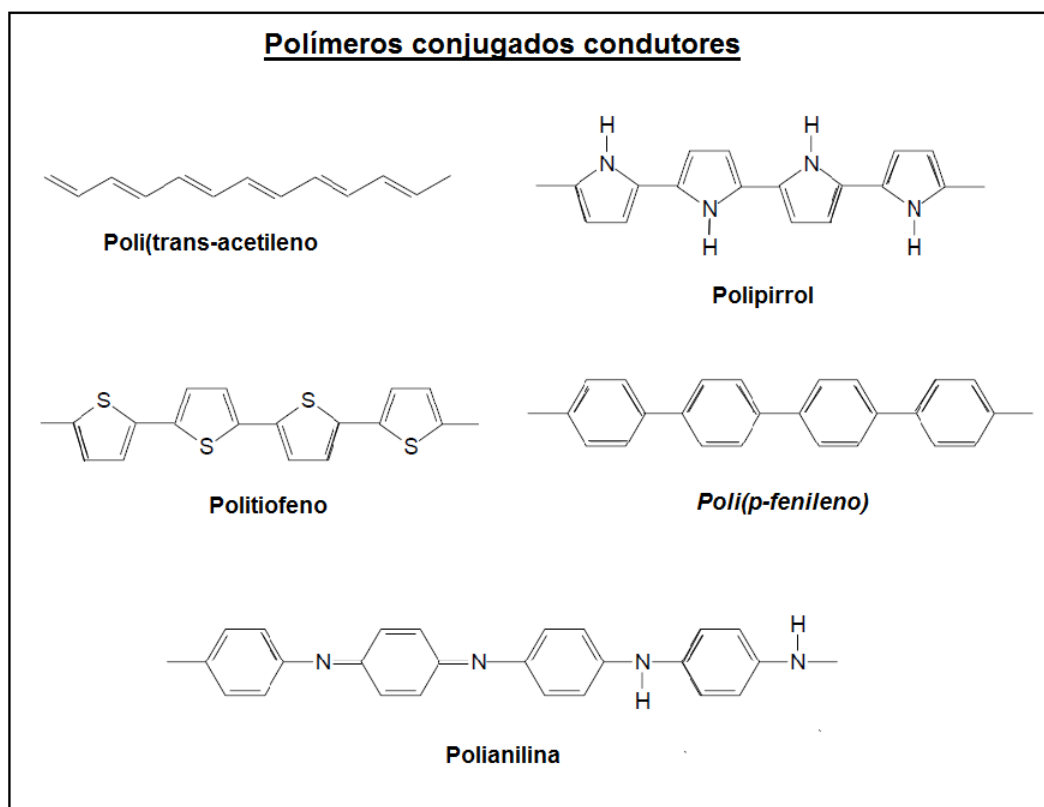 Polímeros conjugados condutores
H
H
N
N
N
N
H
H
Poli(trans-acetileno
Polipirrol
S
S
S
S
Politiofeno
Poli(p-fenileno)
H
N
N
N
N
H
Polianilina